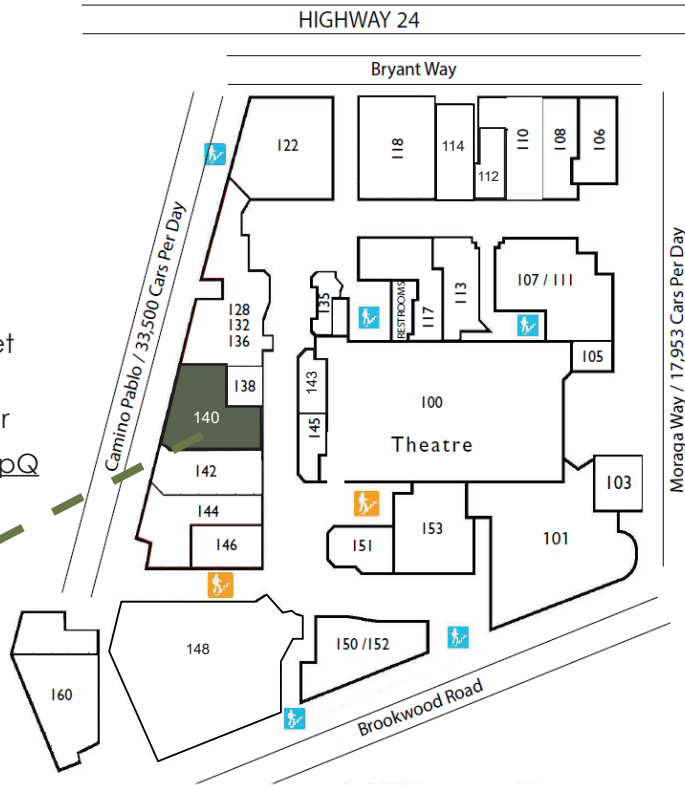 HIGHWAY 24
Bryant Way
122
118
114
112
110
108
106
Camino Pablo / 33,500 Cars Per Day
Moraga Way / 17,953 Cars Per Day
128
132
136
135
RESTROOMS
117
113
107 / 111
105
et
138
140
143
145
100
Theatre
r
pQ
142
144
146
151
153
101
103
148
150 /152
160
Brookwood Road